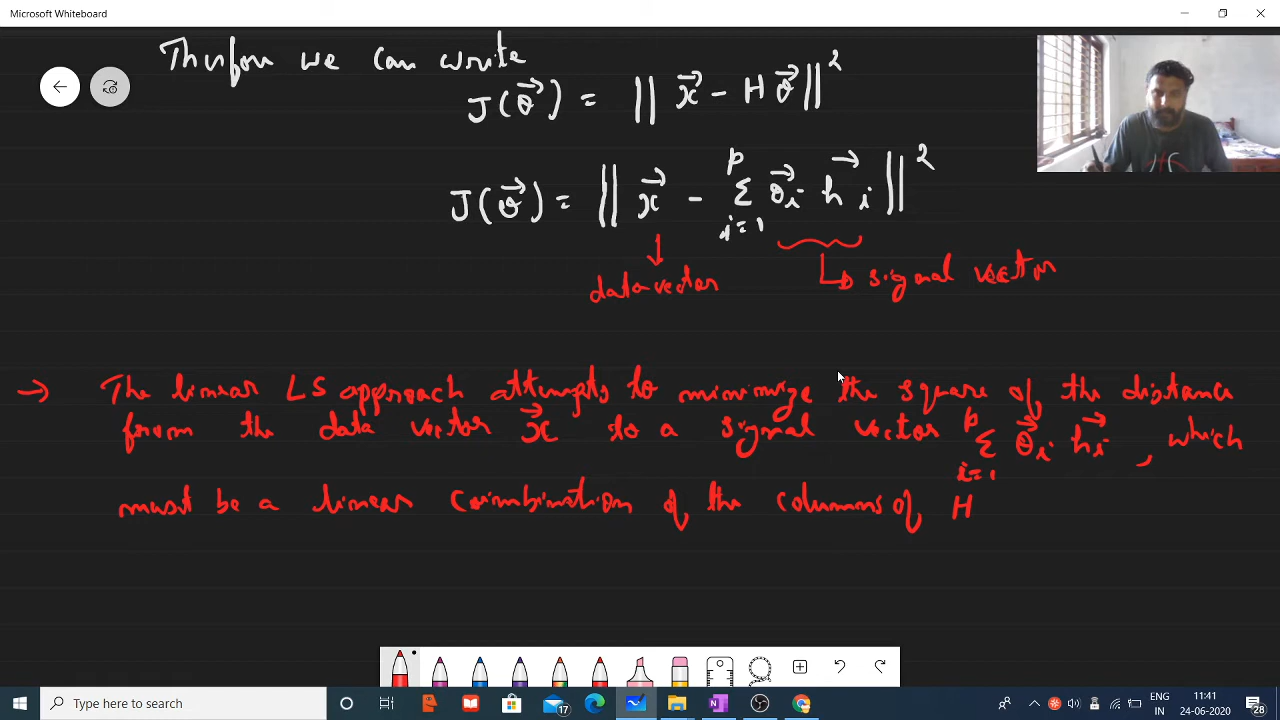 Microsoft Whiteboard
Therefore we can write
J(θ⃗) = || x⃗ - H θ⃗ ||²
J(θ⃗) = || x⃗ - Σ_{i=1}^{p} θ⃗_i h⃗_i ||²
data vector
signal vector
→ The linear LS approach attempts to minimize the square of the distance
from the data vector x⃗ to a signal vector Σ_{i=1}^{p} θ⃗_i h⃗_i, which
must be a linear combination of the columns of H
Type here to search
17
ENG
IN
11:41
24-06-2020
28